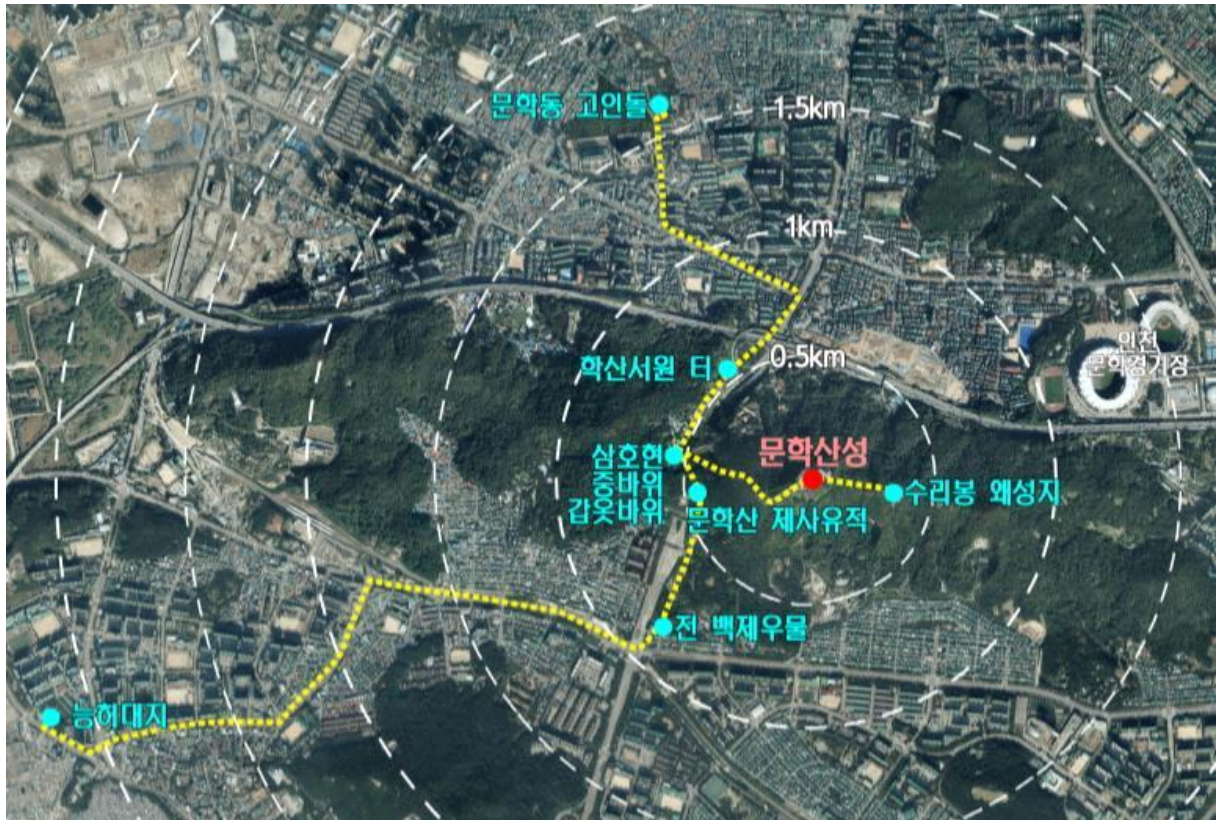 문학동 고인돌
1.5km
1km
0.5km
인천
문학경기장
학산서원 터
삼호현
중바위
갑옷바위
문학산성
수리봉 왜성지
문학산 제사유적
전 백제우물
능허대지